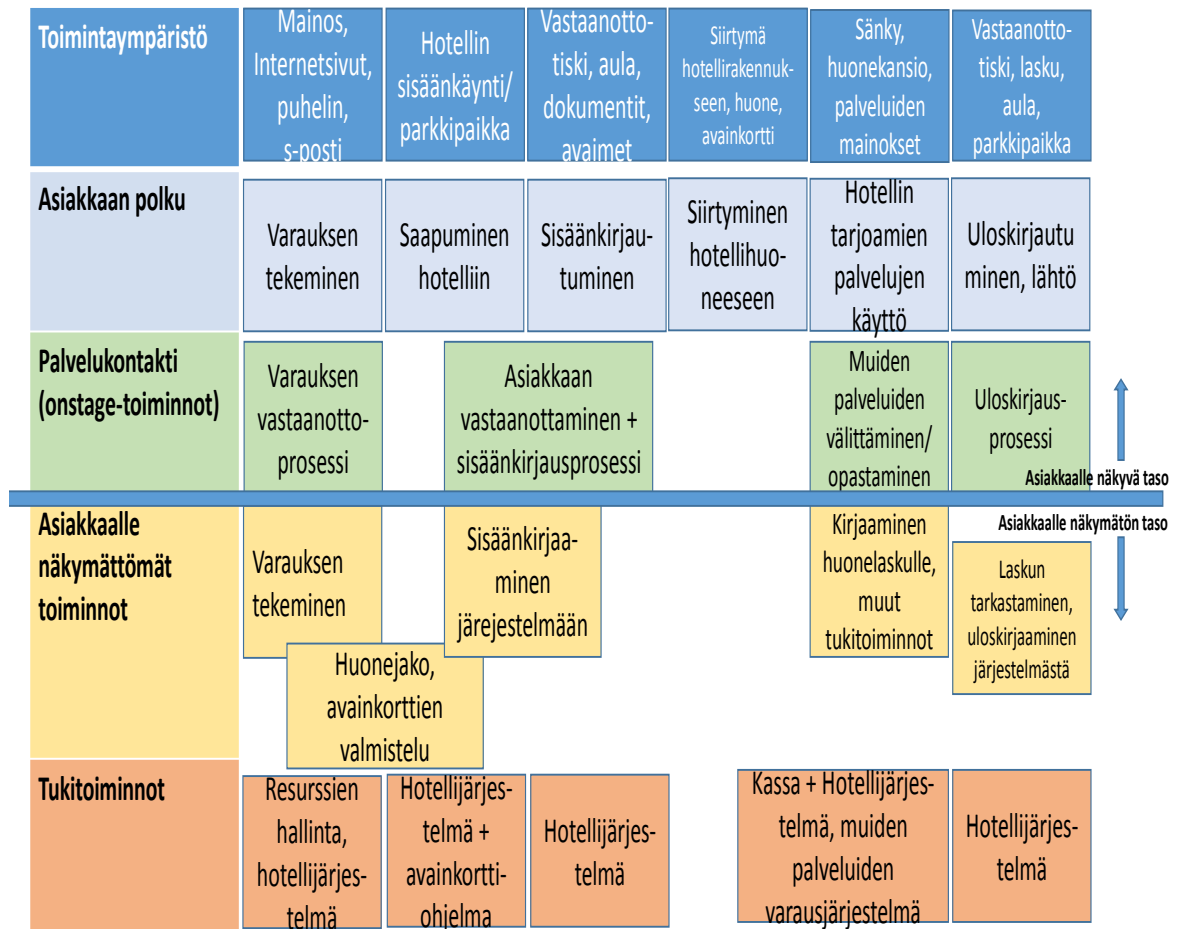 Toimintaympäristö
Mainos,
Internetsivut,
puhelin,
s-posti
Hotellin
sisäänkäynti/
parkkipaikka
Vastaanotto-
tiski, aula,
dokumentit,
avaimet
Siirtymä
hotellirakennuk-
seen, huone,
avainkortti
Sänky,
huonekansio,
palveluiden
mainokset
Vastaanotto-
tiski, lasku,
aula,
parkkipaikka
Asiakkaan polku
Varauksen
tekeminen
Saapuminen
hotelliin
Sisäänkirjau-
tuminen
Siirtyminen
hotellihuo-
neeseen
Hotellin
tarjoamien
palvelujen
käyttö
Uloskirjautu
minen, lähtö
Palvelukontakti
(onstage-toiminnot)
Varauksen
vastaanotto-
prosessi
Asiakkaan
vastaanottaminen +
sisäänkirjausprosessi
Muiden
palveluiden
välittäminen/
opastaminen
Uloskirjaus-
prosessi
Asiakkaalle näkyvä taso
Asiakkaalle näkymätön taso
Asiakkaalle
näkymättömät
toiminnot
Varauksen
tekeminen
Huonejako,
avainkorttien
valmistelu
Sisäänkirjaa-
minen
järejestelmään
Kirjaaminen
huonelaskulle,
muut
tukitoiminnot
Laskun
tarkastaminen,
uloskirjaaminen
järjestelmästä
Tukitoiminnot
Resurssien
hallinta,
hotellijärjes-
telmä
Hotellijärjes-
telmä +
avainkortti-
ohjelma
Hotellijärjes-
telmä
Kassa + Hotellijärjes-
telmä, muiden
palveluiden
varausjärjestelmä
Hotellijärjes-
telmä